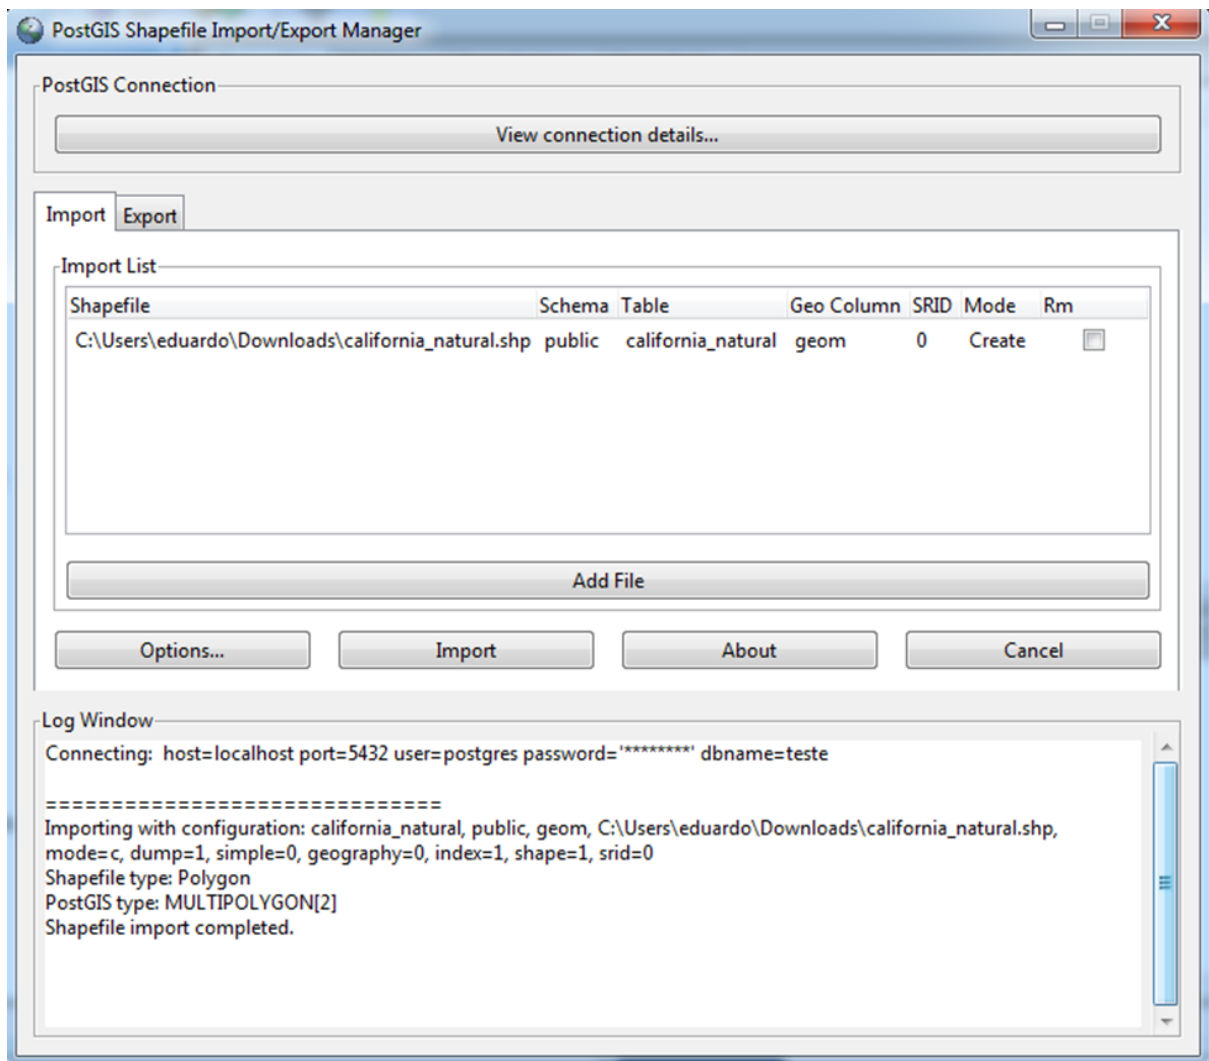 PostGIS Shapefile Import/Export Manager
PostGIS Connection
View connection details...
Import Export
Import List
Shapefile Schema Table Geo Column SRID Mode Rm
C:\Users\eduardo\Downloads\california_natural.shp public california_natural geom 0 Create
Add File
Options... Import About Cancel
Log Window
Connecting: host=localhost port=5432 user=postgres password='********' dbname=teste
==============================
Importing with configuration: california_natural, public, geom, C:\Users\eduardo\Downloads\california_natural.shp,
mode=c, dump=1, simple=0, geography=0, index=1, shape=1, srid=0
Shapefile type: Polygon
PostGIS type: MULTIPOLYGON[2]
Shapefile import completed.